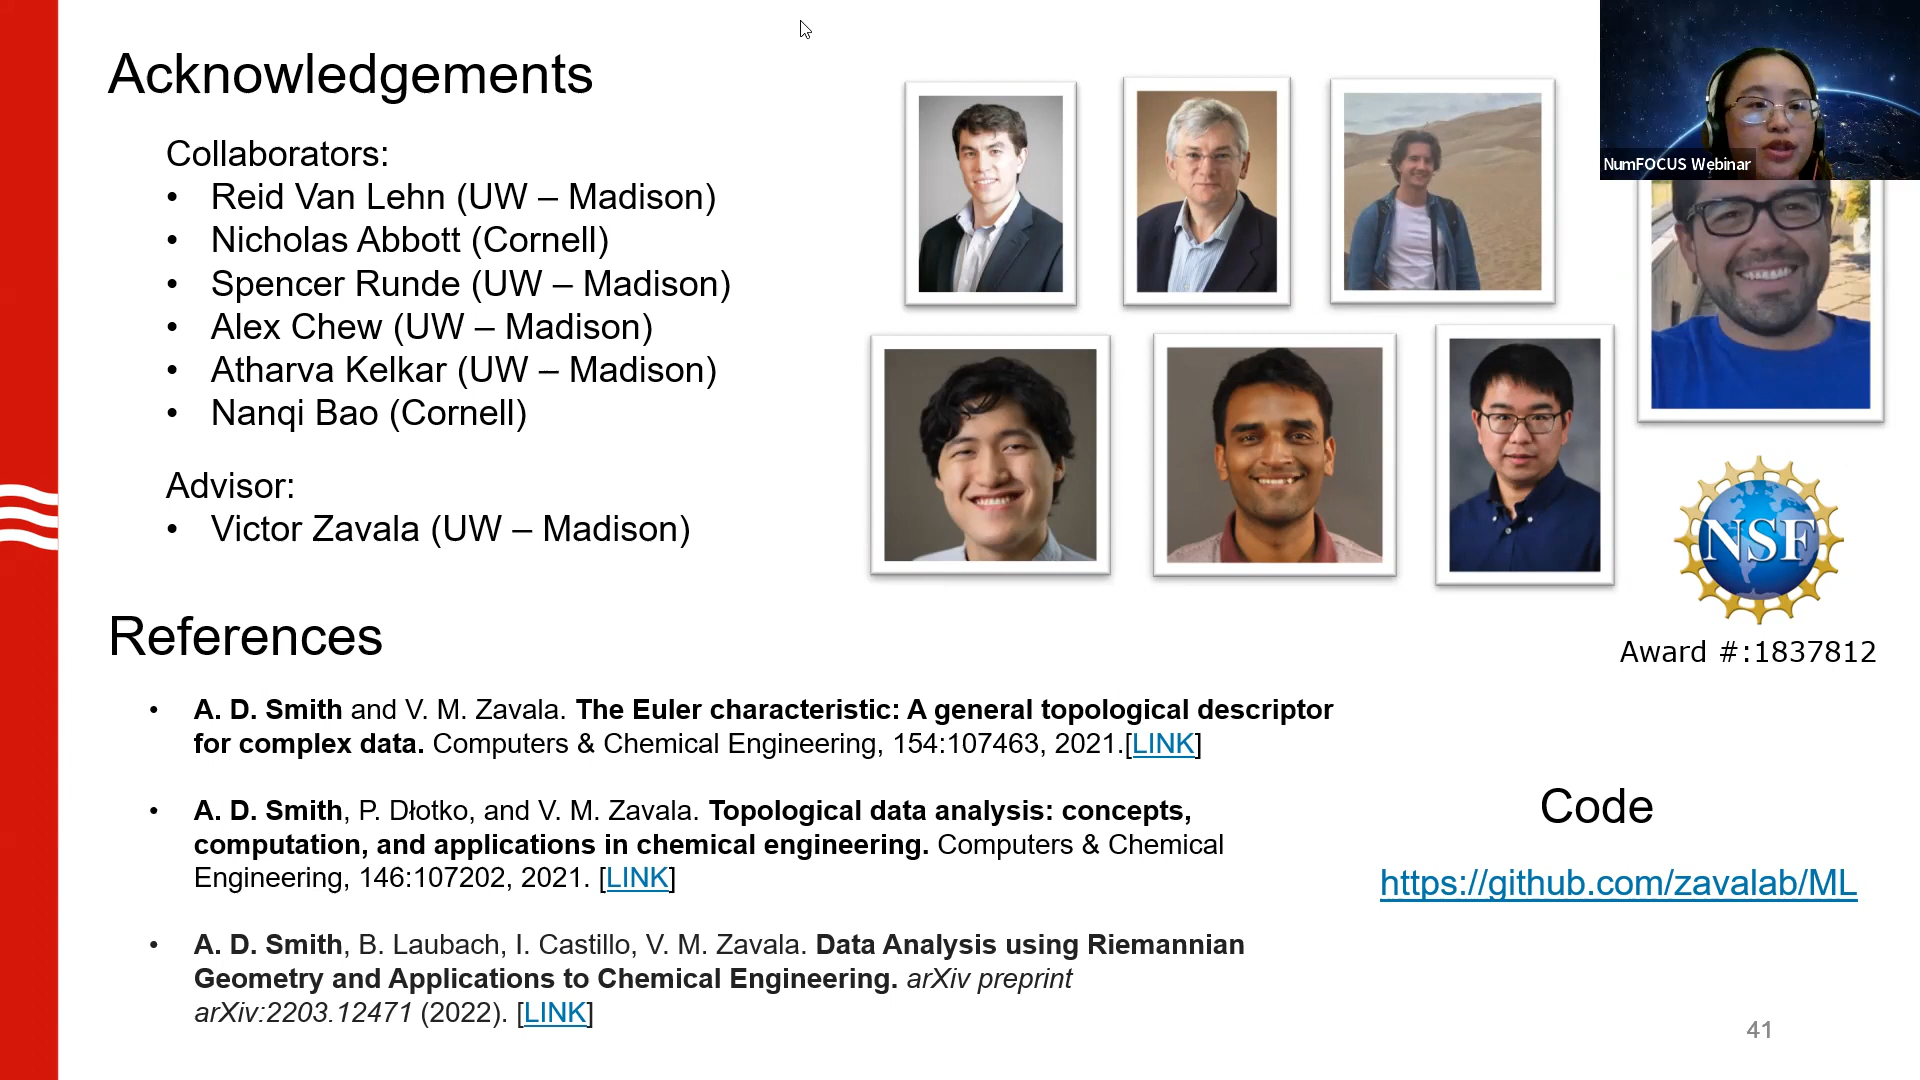 Acknowledgements
Collaborators:
• Reid Van Lehn (UW – Madison)
• Nicholas Abbott (Cornell)
• Spencer Runde (UW – Madison)
• Alex Chew (UW – Madison)
• Atharva Kelkar (UW – Madison)
• Nanqi Bao (Cornell)
Advisor:
• Victor Zavala (UW – Madison)
NumFOCUS Webinar
NSF
Award #:1837812
References
• A. D. Smith and V. M. Zavala. The Euler characteristic: A general topological descriptor
for complex data. Computers & Chemical Engineering, 154:107463, 2021.[LINK]
• A. D. Smith, P. Dłotko, and V. M. Zavala. Topological data analysis: concepts,
computation, and applications in chemical engineering. Computers & Chemical
Engineering, 146:107202, 2021. [LINK]
• A. D. Smith, B. Laubach, I. Castillo, V. M. Zavala. Data Analysis using Riemannian
Geometry and Applications to Chemical Engineering. arXiv preprint
arXiv:2203.12471 (2022). [LINK]
Code
https://github.com/zavalab/ML
41